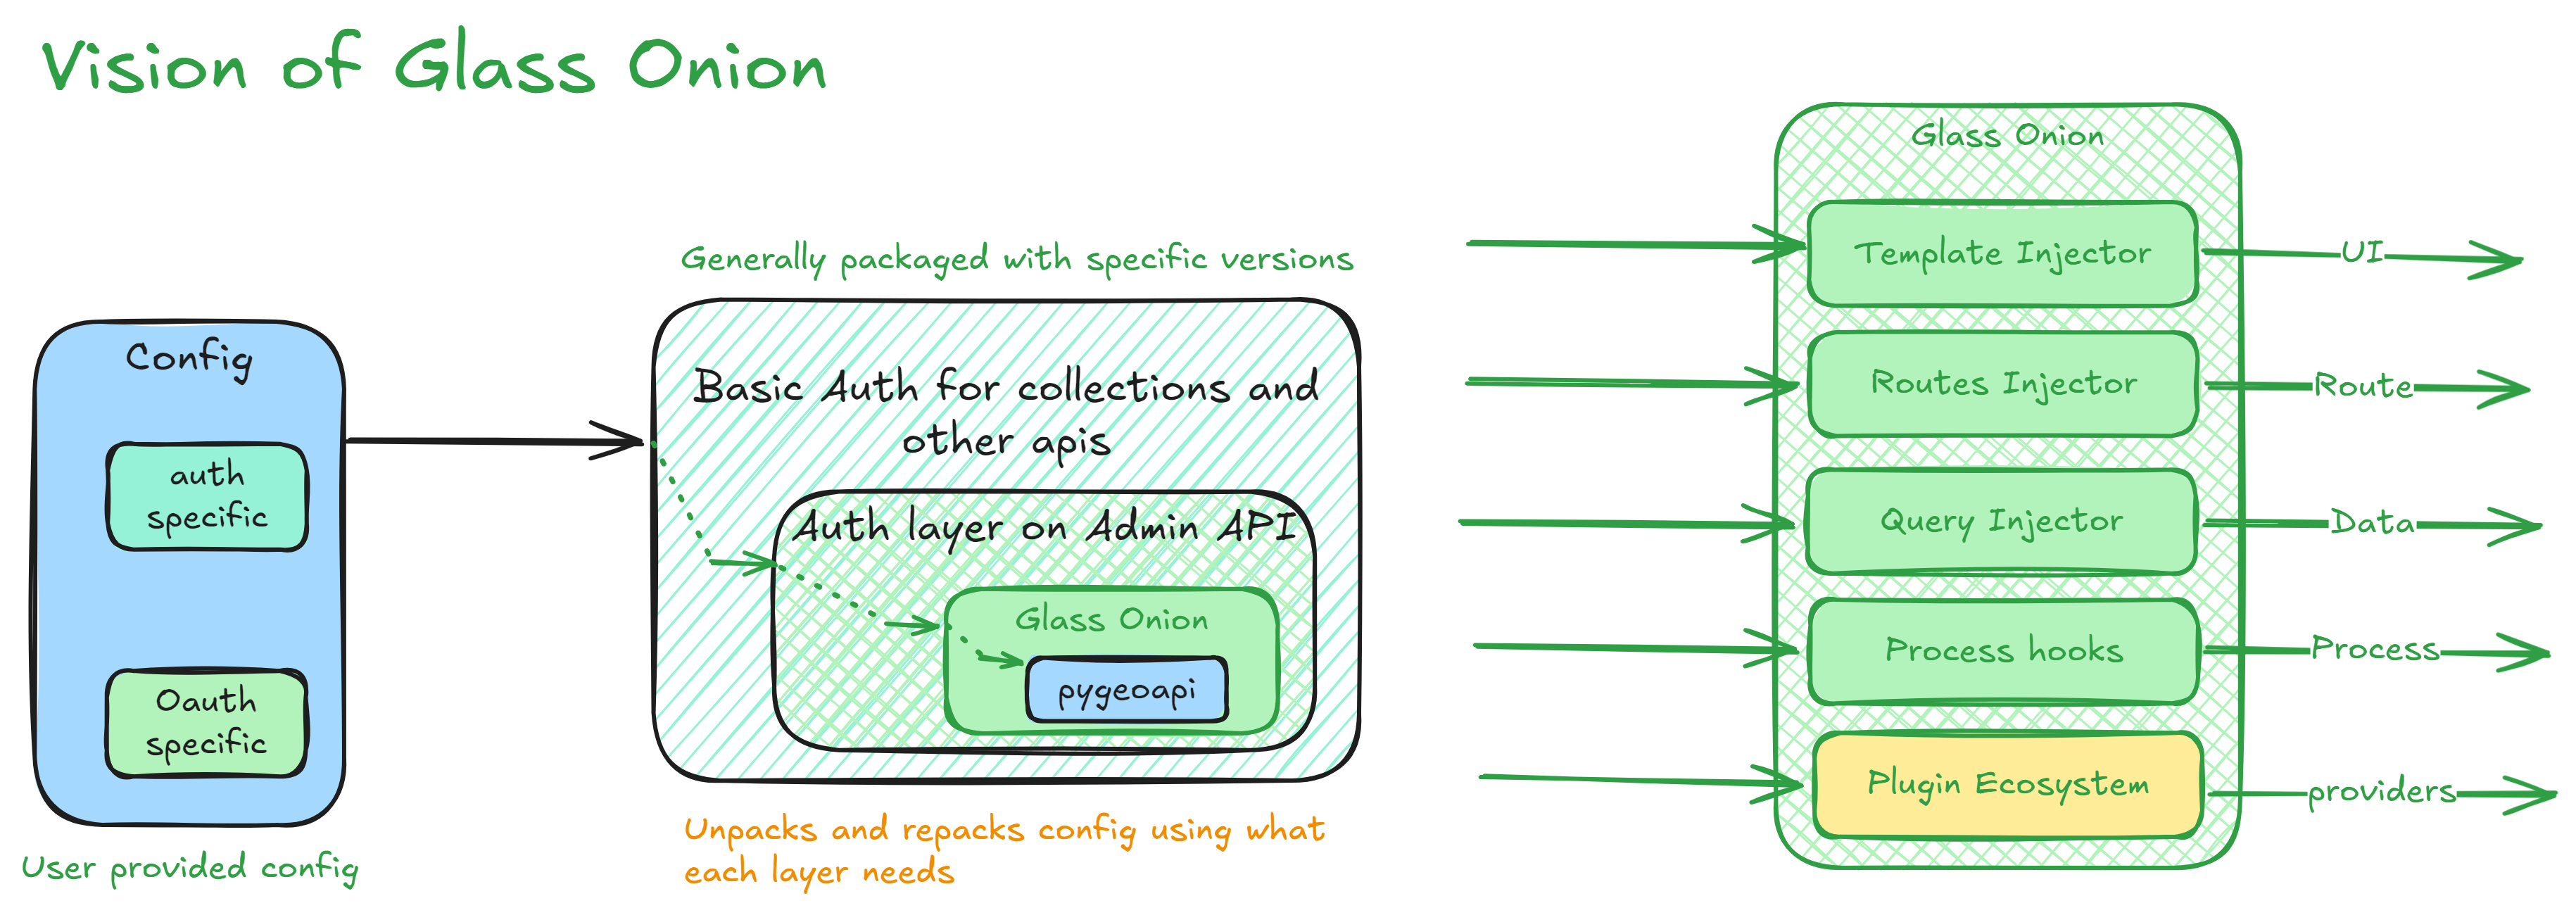 Vision of Glass Onion
Config
auth
specific
Oauth
specific
User provided config
Generally packaged with specific versions
Basic Auth for collections and
other apis
Auth layer on Admin API
Glass Onion
pygeoapi
Unpacks and repacks config using what
each layer needs
Glass Onion
Template Injector
UI
Routes Injector
Route
Query Injector
Data
Process hooks
Process
Plugin Ecosystem
providers